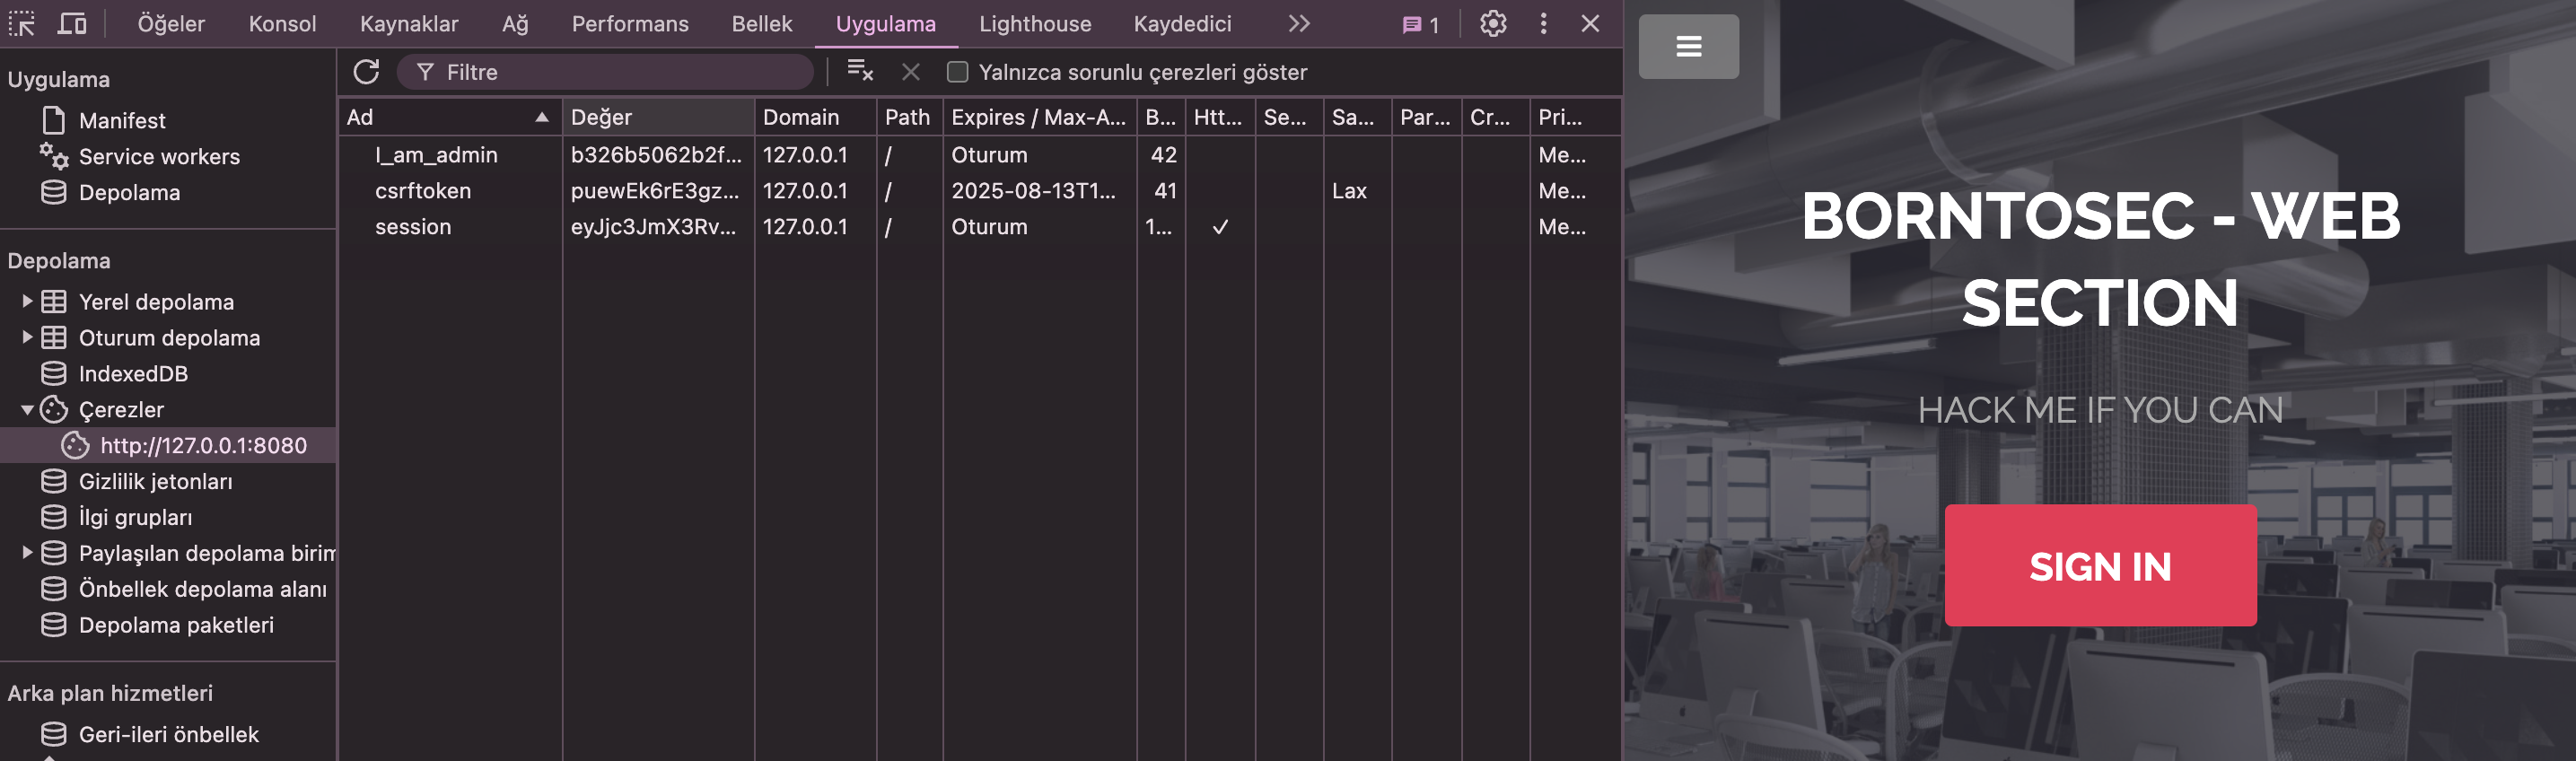 Öğeler Konsol Kaynaklar Ağ Performans Bellek Uygulama Lighthouse Kaydedici 1
Uygulama
Manifest
Service workers
Depolama
Depolama
Yerel depolama
Oturum depolama
IndexedDB
Çerezler
http://127.0.0.1:8080
Gizlilik jetonları
İlgi grupları
Paylaşılan depolama birim
Önbellek depolama alanı
Depolama paketleri
Arka plan hizmetleri
Geri-ileri önbellek
Filtre Yalnızca sorunlu çerezleri göster
Ad Değer Domain Path Expires / Max-A... B... Htt... Se... Sa... Par... Cr... Pri...
I_am_admin b326b5062b2f... 127.0.0.1 / Oturum 42 Me...
csrftoken puewEk6rE3gz... 127.0.0.1 / 2025-08-13T1... 41 Lax Me...
session eyJjc3JmX3Rv... 127.0.0.1 / Oturum 1... ✓ Me...
BORNTOSEC - WEB
SECTION
HACK ME IF YOU CAN
SIGN IN